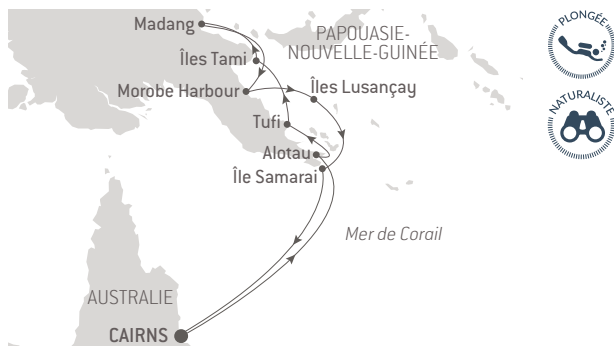 Madang
PAPOUASIE-
NOUVELLE-GUINÉE
Îles Tami
Morobe Harbour
Îles Lusançay
Tufi
Alotau
Île Samarai
Mer de Corail
AUSTRALIE
CAIRNS
PLONGÉE
NATURALISTE